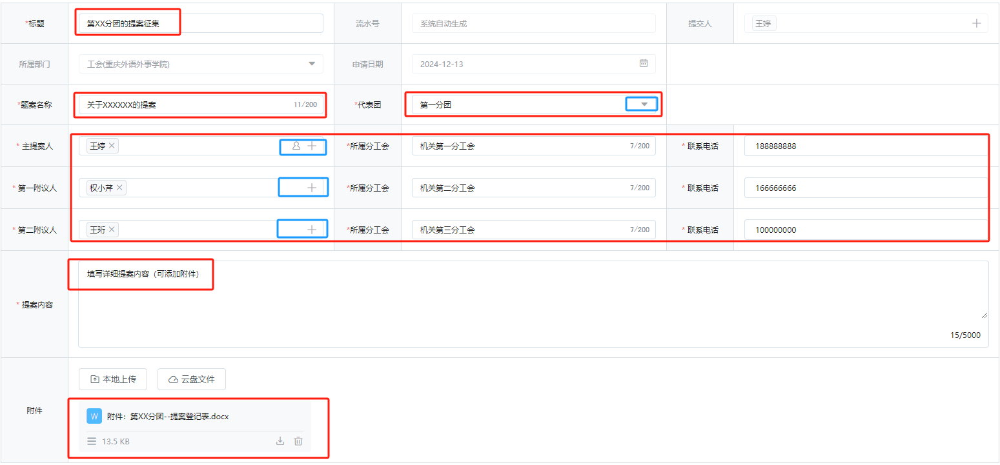 *标题 第XX分团的提案征集 流水号 系统自动生成 提交人 王婷
所属部门 工会(重庆外语外事学院) 申请日期 2024-12-13
*题案名称 关于XXXXXX的提案 11/200 *代表团 第一分团
* 主提案人 王婷 *所属分工会 机关第一分工会 7/200 * 联系电话 188888888
* 第一附议人 权小芹 *所属分工会 机关第二分工会 7/200 * 联系电话 166666666
* 第二附议人 王珩 *所属分工会 机关第三分工会 7/200 * 联系电话 100000000
* 提案内容 填写详细提案内容（可添加附件）
15/5000
附件 本地上传 云盘文件
W 附件：第XX分团--提案登记表.docx
13.5 KB